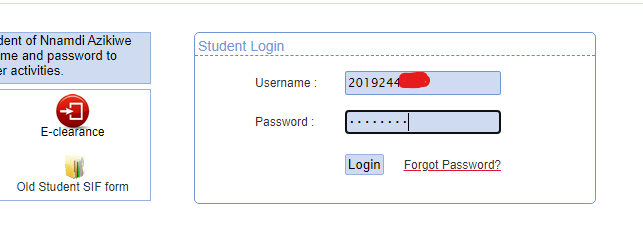 dent of Nnamdi Azikiwe
me and password to
er activities.
E-clearance
Old Student SIF form
Student Login
Username :
2019244
Password :
Login
Forgot Password?